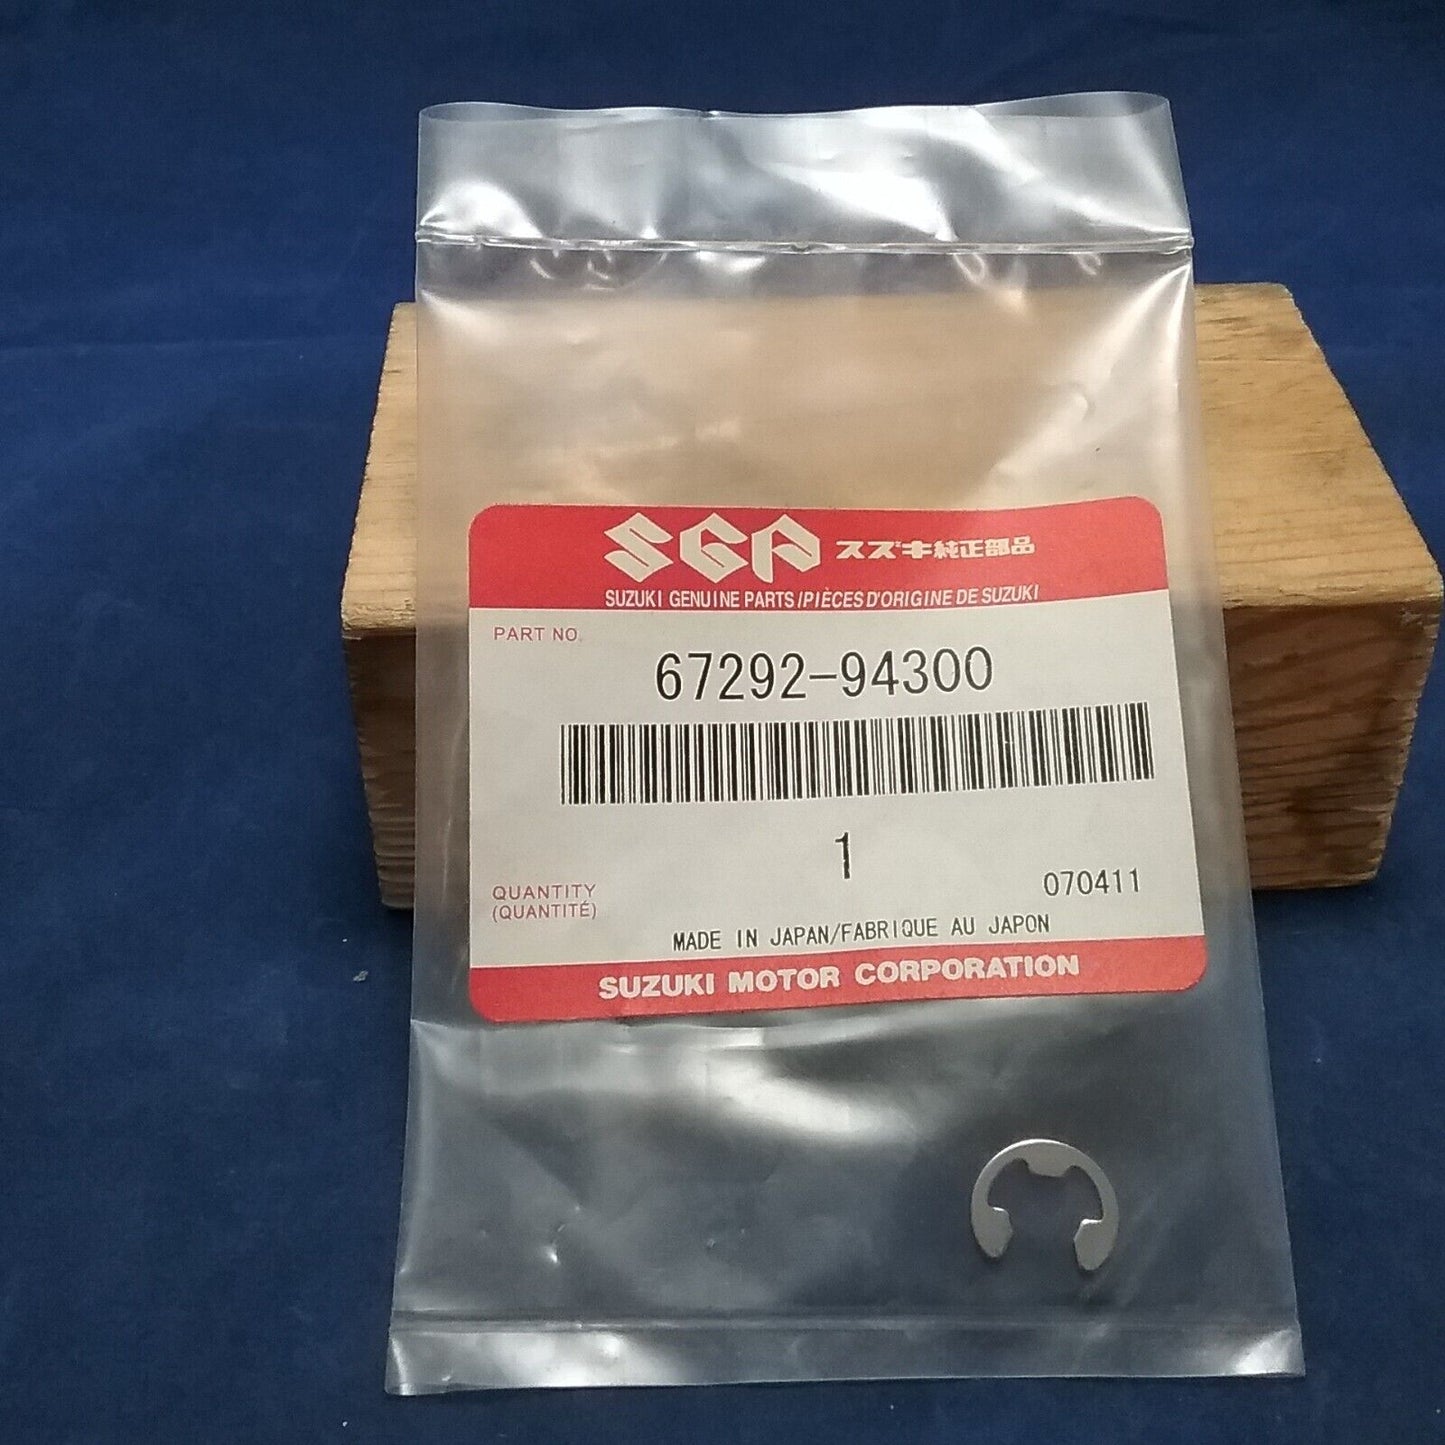 SGP スズキ純正部品
SUZUKI GENUINE PARTS/PIÈCES D'ORIGINE DE SUZUKI
PART NO.
67292-94300
1
QUANTITY
(QUANTITÉ)
070411
MADE IN JAPAN/FABRIQUE AU JAPON
SUZUKI MOTOR CORPORATION